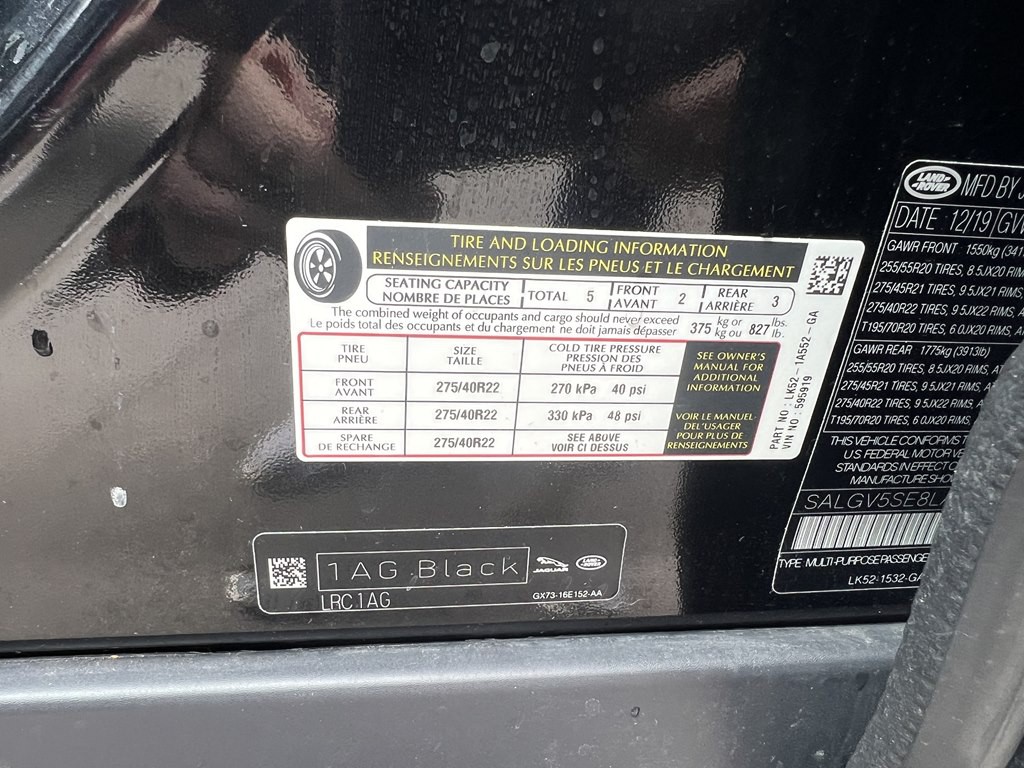 TIRE AND LOADING INFORMATION
RENSEIGNEMENTS SUR LES PNEUS ET LE CHARGEMENT
SEATING CAPACITY
NOMBRE DE PLACES
TOTAL 5
FRONT
AVANT
2
REAR
ARRIÈRE
3
The combined weight of occupants and cargo should never exceed
Le poids total des occupants et du chargement ne doit jamais dépasser
375 kg or
kg ou
827 lbs.
lb.
TIRE
PNEU
SIZE
TAILLE
COLD TIRE PRESSURE
PRESSION DES
PNEUS À FROID
FRONT
AVANT
275/40R22
270 kPa 40 psi
REAR
ARRIÈRE
275/40R22
330 kPa 48 psi
SPARE
DE RECHANGE
275/40R22
SEE ABUVE
VOIR CI DESSUS
SEE OWNER'S
MANUAL FOR
ADDITIONAL
INFORMATION
VOIR LE MANUEL
DEL'USAGER
POUR PLUS DE
RENSEIGNEMENTS
PART NO : LK52-1A552-GA
VIN NO : 595919
1AG Black
LRC1AG
JAGUAR
LAND
ROVER
GX73-16E152-AA
LAND
ROVER
MFD BY
DATE : 12/19
GAWR FRONT : 1550kg
255/55R20 TIRES, 8.5JX20 RIMS,
275/45R21 TIRES, 9.5JX21 RIMS,
275/40R22 TIRES, 9.5JX22 RIMS,
T195/70R20 TIRES, 6.0JX20 RIMS,
GAWR REAR : 1775kg (3913lb)
255/55R20 TIRES, 8.5JX20 RIMS,
275/45R21 TIRES, 9.5JX21 RIMS,
275/40R22 TIRES, 9.5JX22 RIMS,
T195/70R20 TIRES, 6.0JX20 RIMS,
THIS VEHICLE CONFORMS
U.S. FEDERAL MOTOR
STANDARDS IN EFFECT
SALGV5SE8L
TYPE : MULTI-PURPOSE
LK52-1532-GA